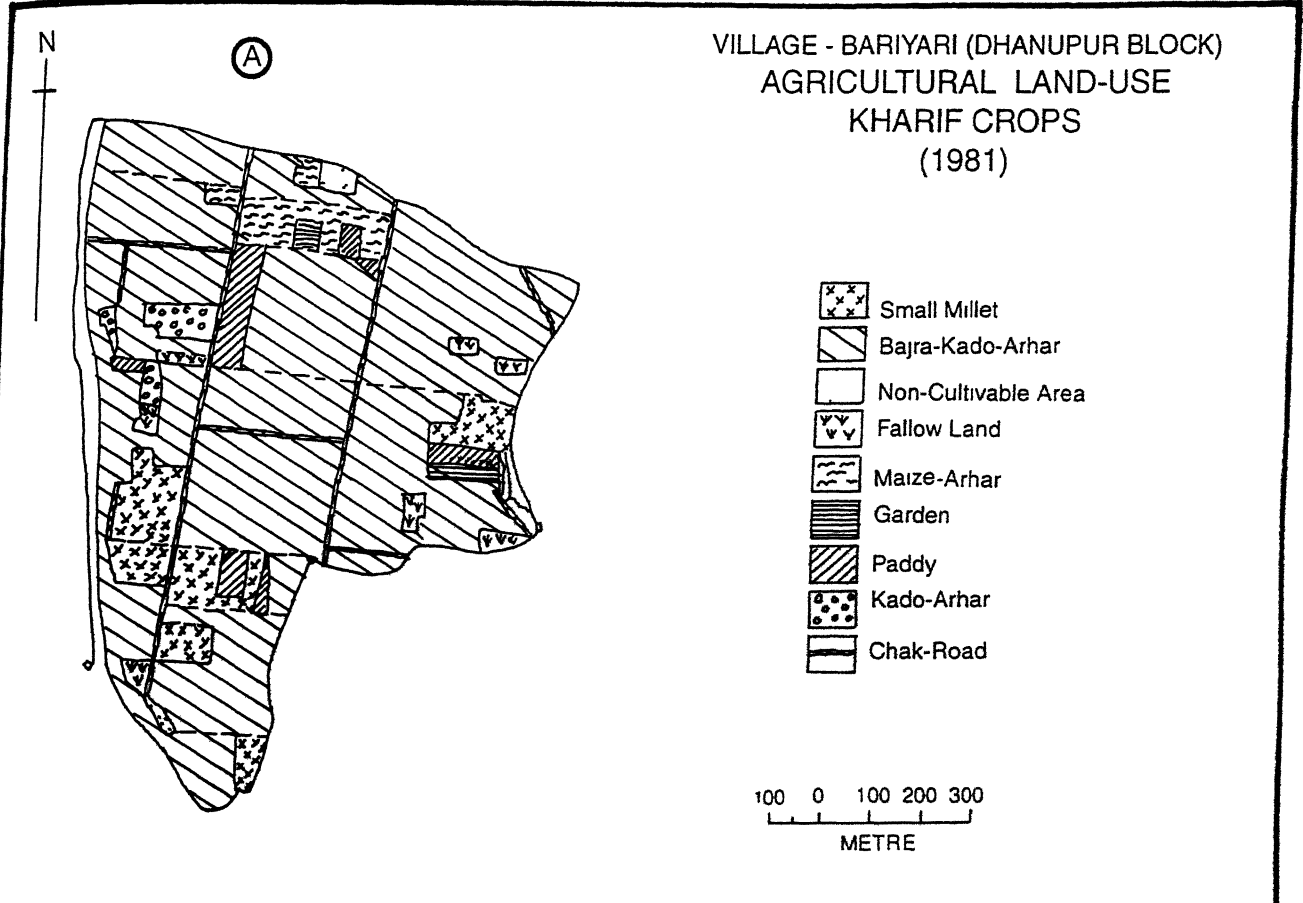 N
A
VILLAGE - BARIYARI (DHANUPUR BLOCK)
AGRICULTURAL LAND-USE
KHARIF CROPS
(1981)
Small Millet
Bajra-Kado-Arhar
Non-Cultivable Area
Fallow Land
Maize-Arhar
Garden
Paddy
Kado-Arhar
Chak-Road
100 0 100 200 300
METRE